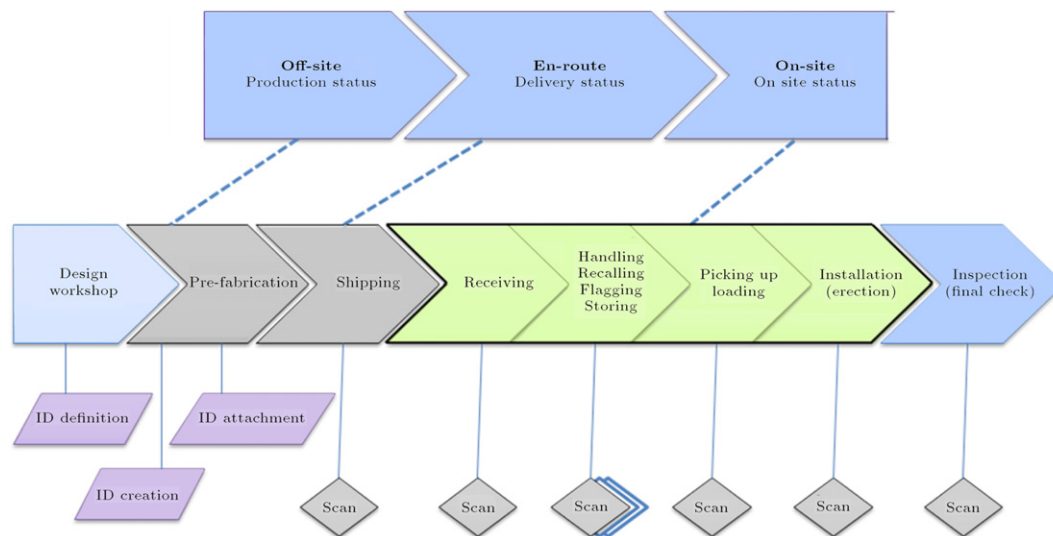 Off-site
Production status
En-route
Delivery status
On-site
On site status
Design
workshop
Pre-fabrication
Shipping
Receiving
Handling
Recalling
Flagging
Storing
Picking up
loading
Installation
(erection)
Inspection
(final check)
ID definition
ID attachment
ID creation
Scan
Scan
Scan
Scan
Scan
Scan